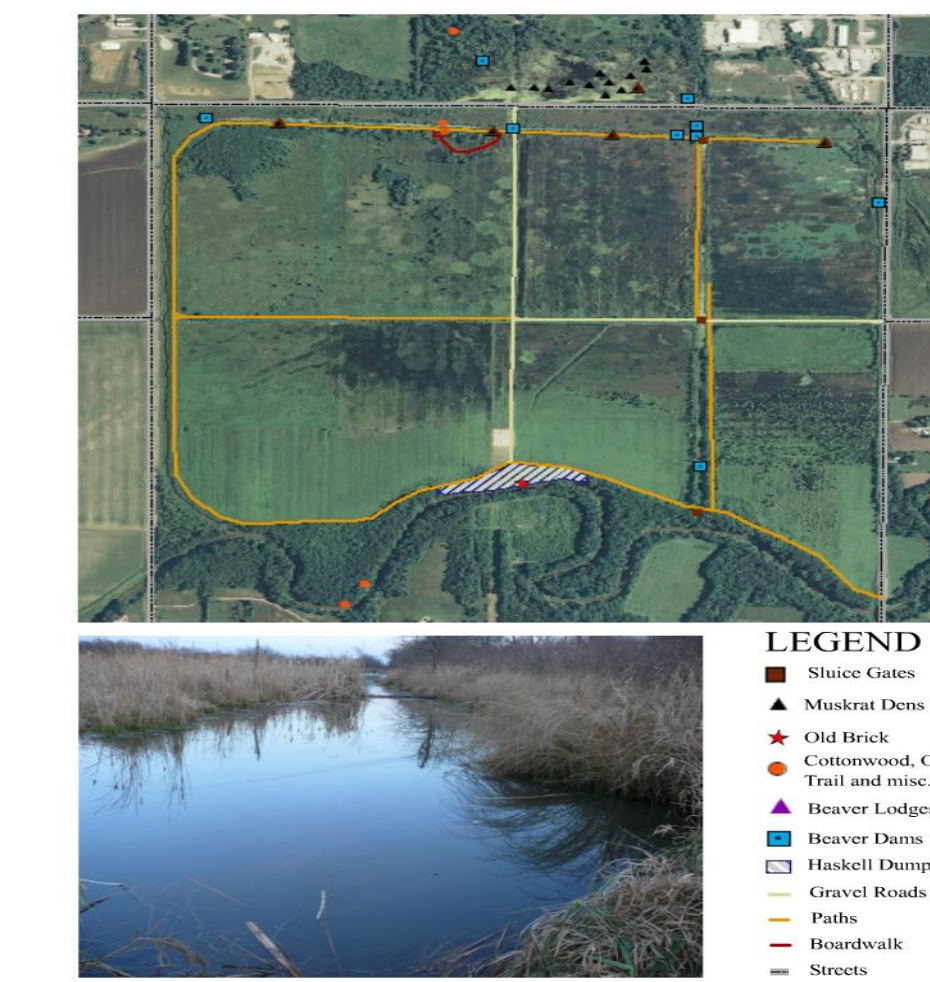 LEGEND
Sluice Gates
Muskrat Dens
Old Brick
Cottonwood,
Trail and misc.
Beaver Lodges
Beaver Dams
Haskell Dump
Gravel Roads
Paths
Boardwalk
Streets